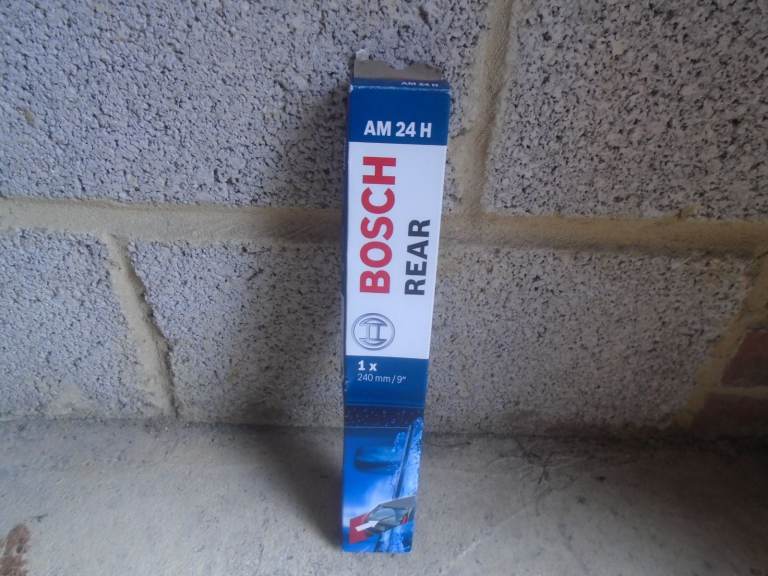 AM 24 H
AM 24 H
BOSCH
REAR
1 x
240 mm / 9"